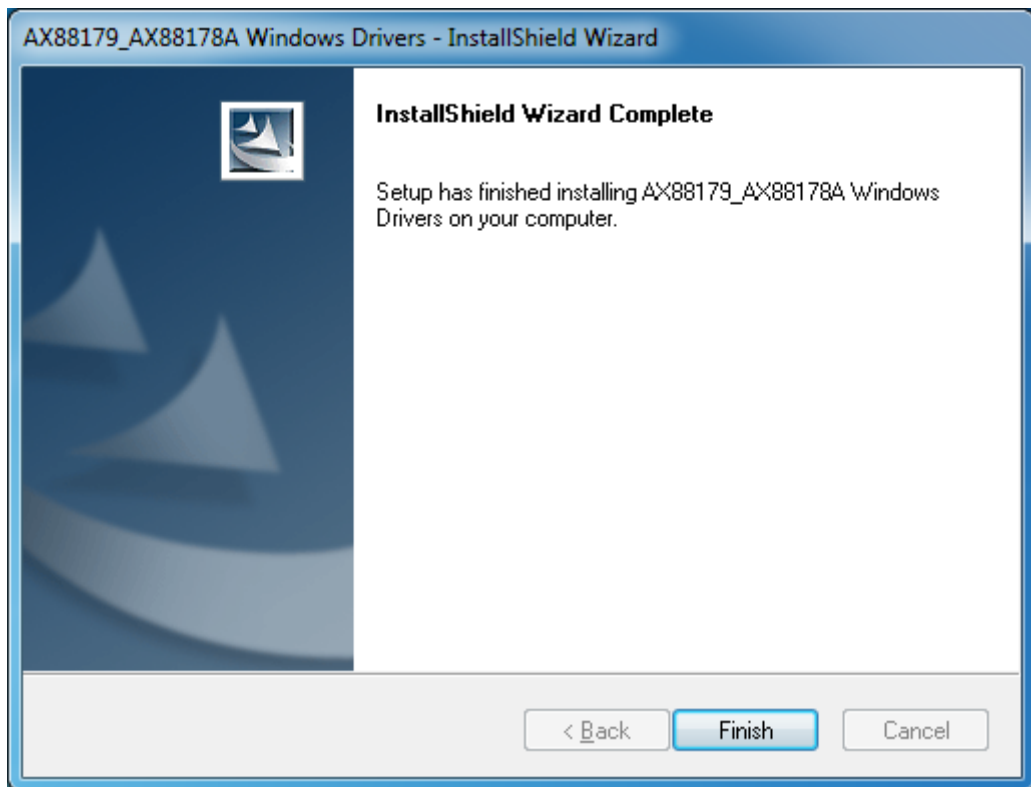 AX88179_AX88178A Windows Drivers - InstallShield Wizard
InstallShield Wizard Complete
Setup has finished installing AX88179_AX88178A Windows
Drivers on your computer.
< Back
Finish
Cancel